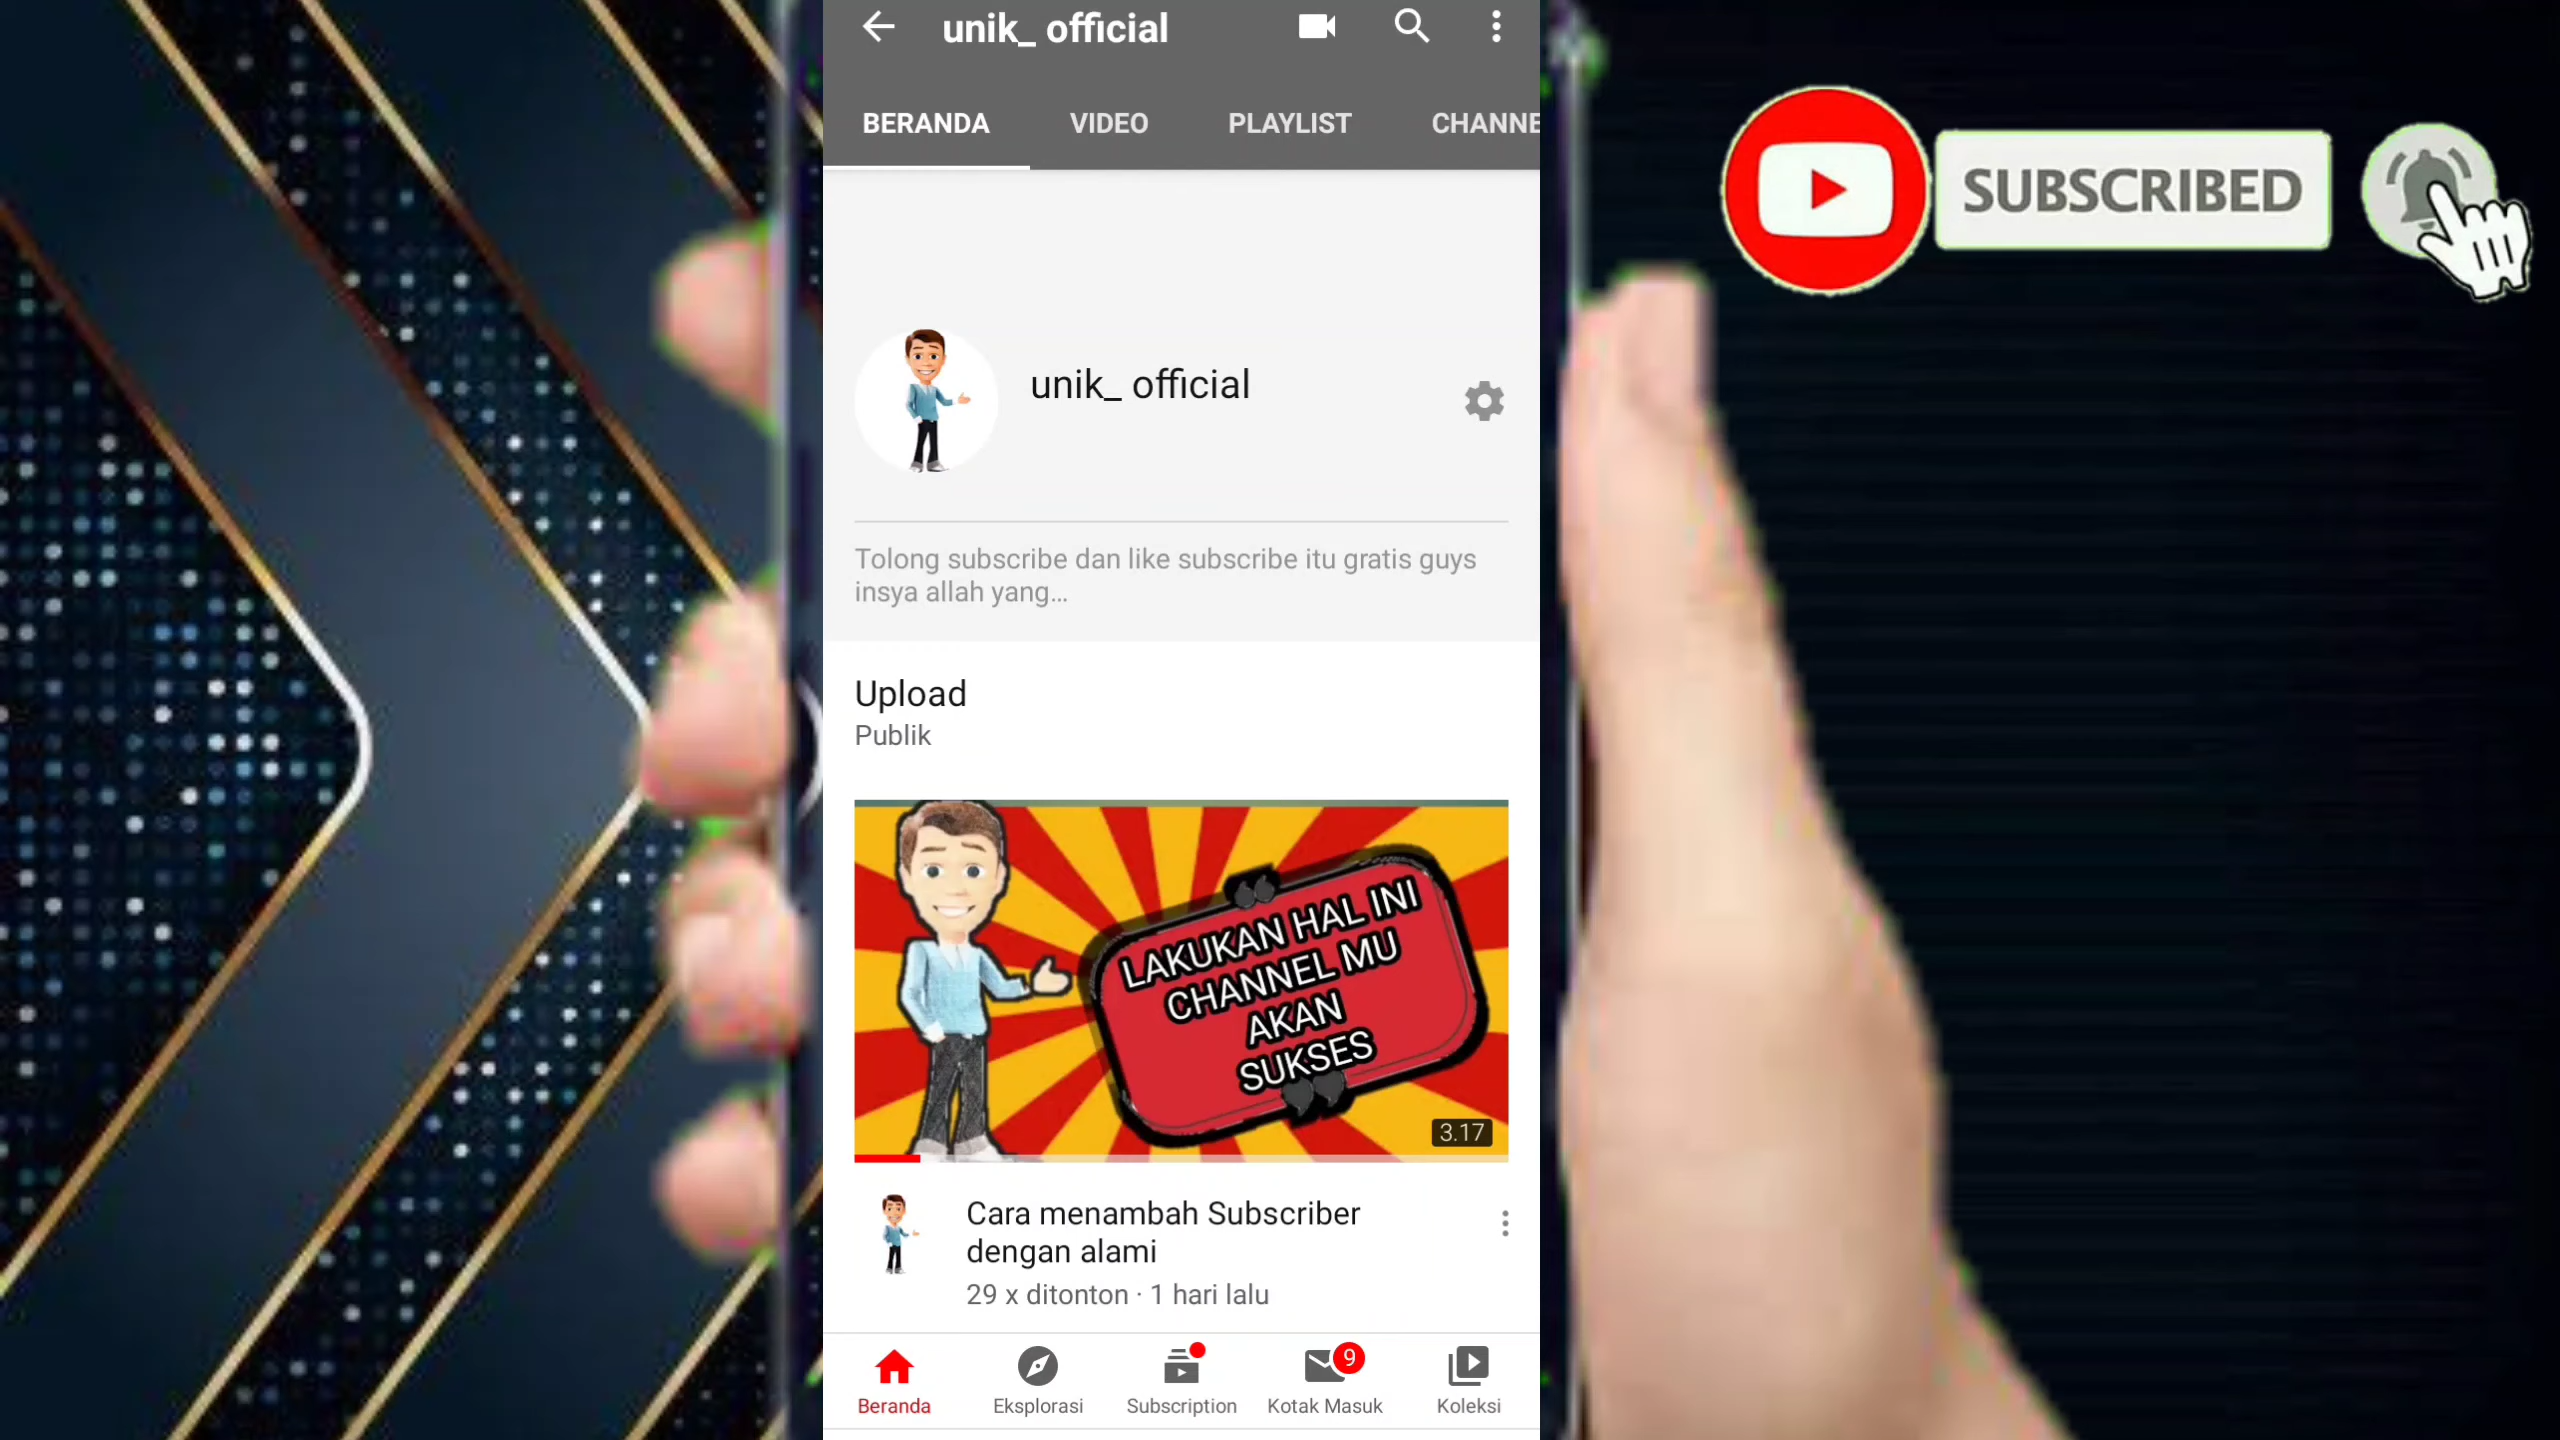 unik_ official
BERANDA VIDEO PLAYLIST CHANNE
SUBSCRIBED
unik_ official
Tolong subscribe dan like subscribe itu gratis guys
insya allah yang...
Upload
Publik
LAKUKAN HAL INI
CHANNEL MU
AKAN
SUKSES
3.17
Cara menambah Subscriber
dengan alami
29 x ditonton · 1 hari lalu
9
Beranda Eksplorasi Subscription Kotak Masuk Koleksi